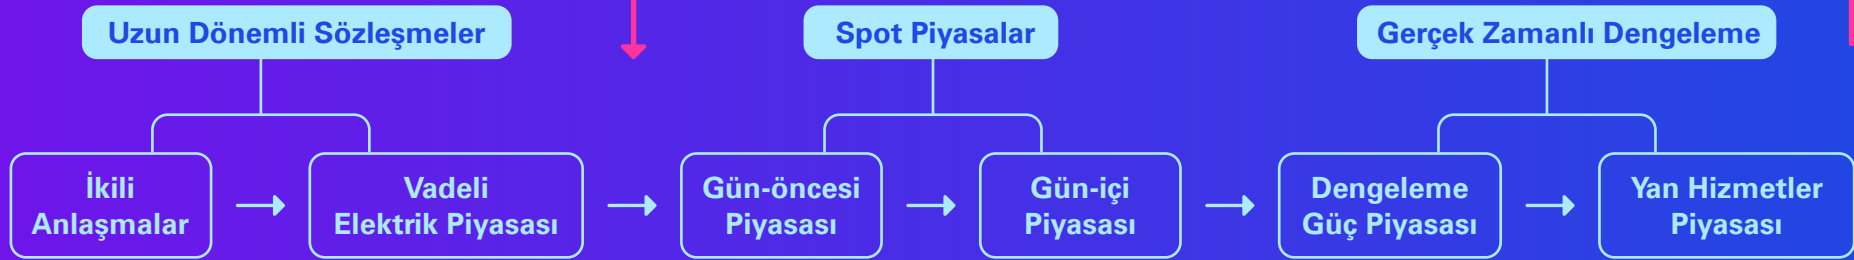 Uzun Dönemli Sözleşmeler
Spot Piyasalar
Gerçek Zamanlı Dengeleme
İkili
Anlaşmalar
Vadeli
Elektrik Piyasası
Gün-öncesi
Piyasası
Gün-içi
Piyasası
Dengeleme
Güç Piyasası
Yan Hizmetler
Piyasası